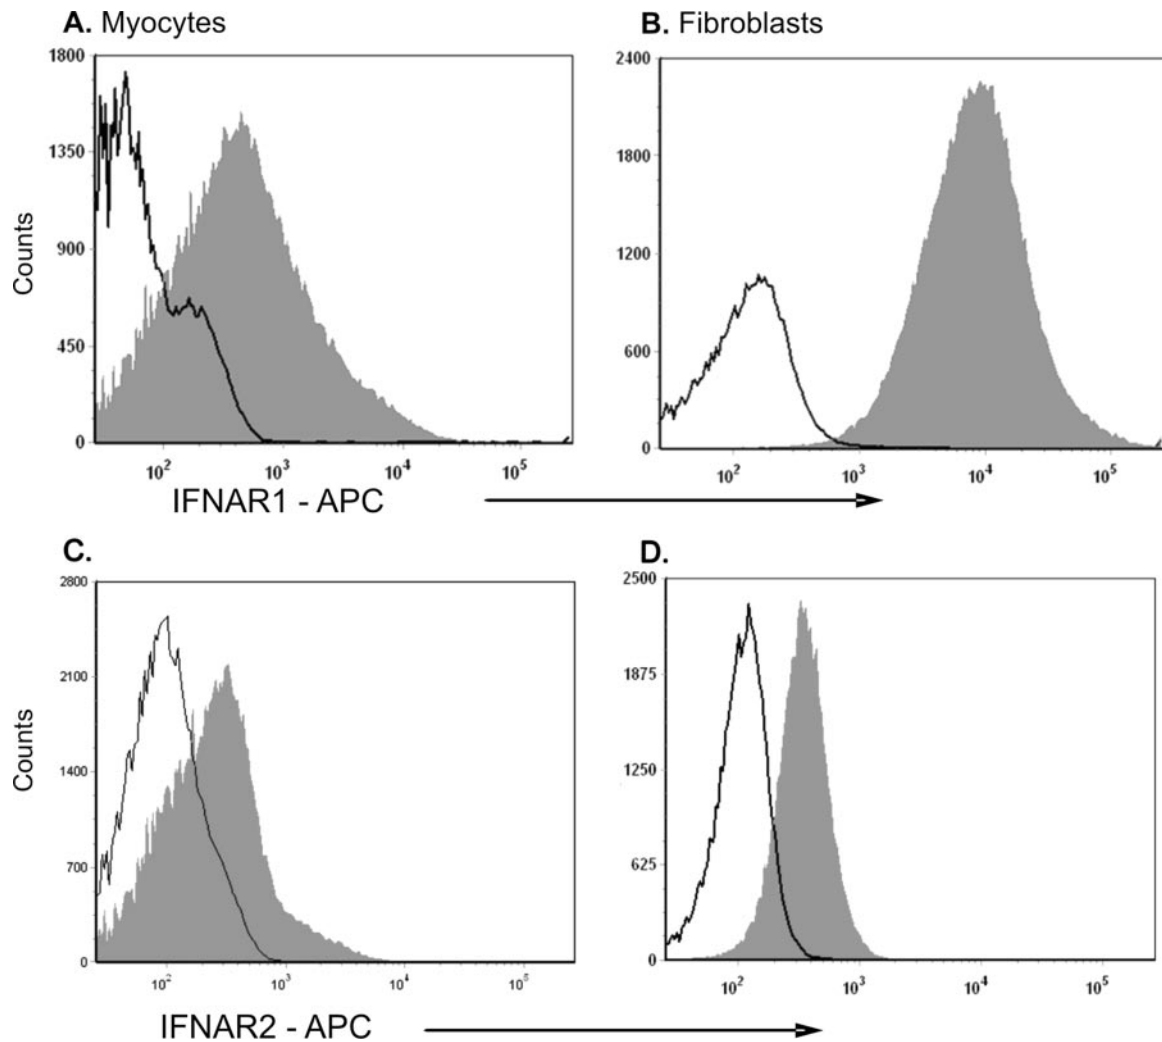 A. Myocytes
B. Fibroblasts
1800
1350
900
450
0
Counts
10² 10³ 10⁴ 10⁵
2400
1800
1200
600
0
10² 10³ 10⁴ 10⁵
IFNAR1 - APC
C.
D.
2800
2100
1400
700
0
Counts
10² 10³ 10⁴ 10⁵
2500
1875
1250
625
0
10² 10³ 10⁴ 10⁵
IFNAR2 - APC